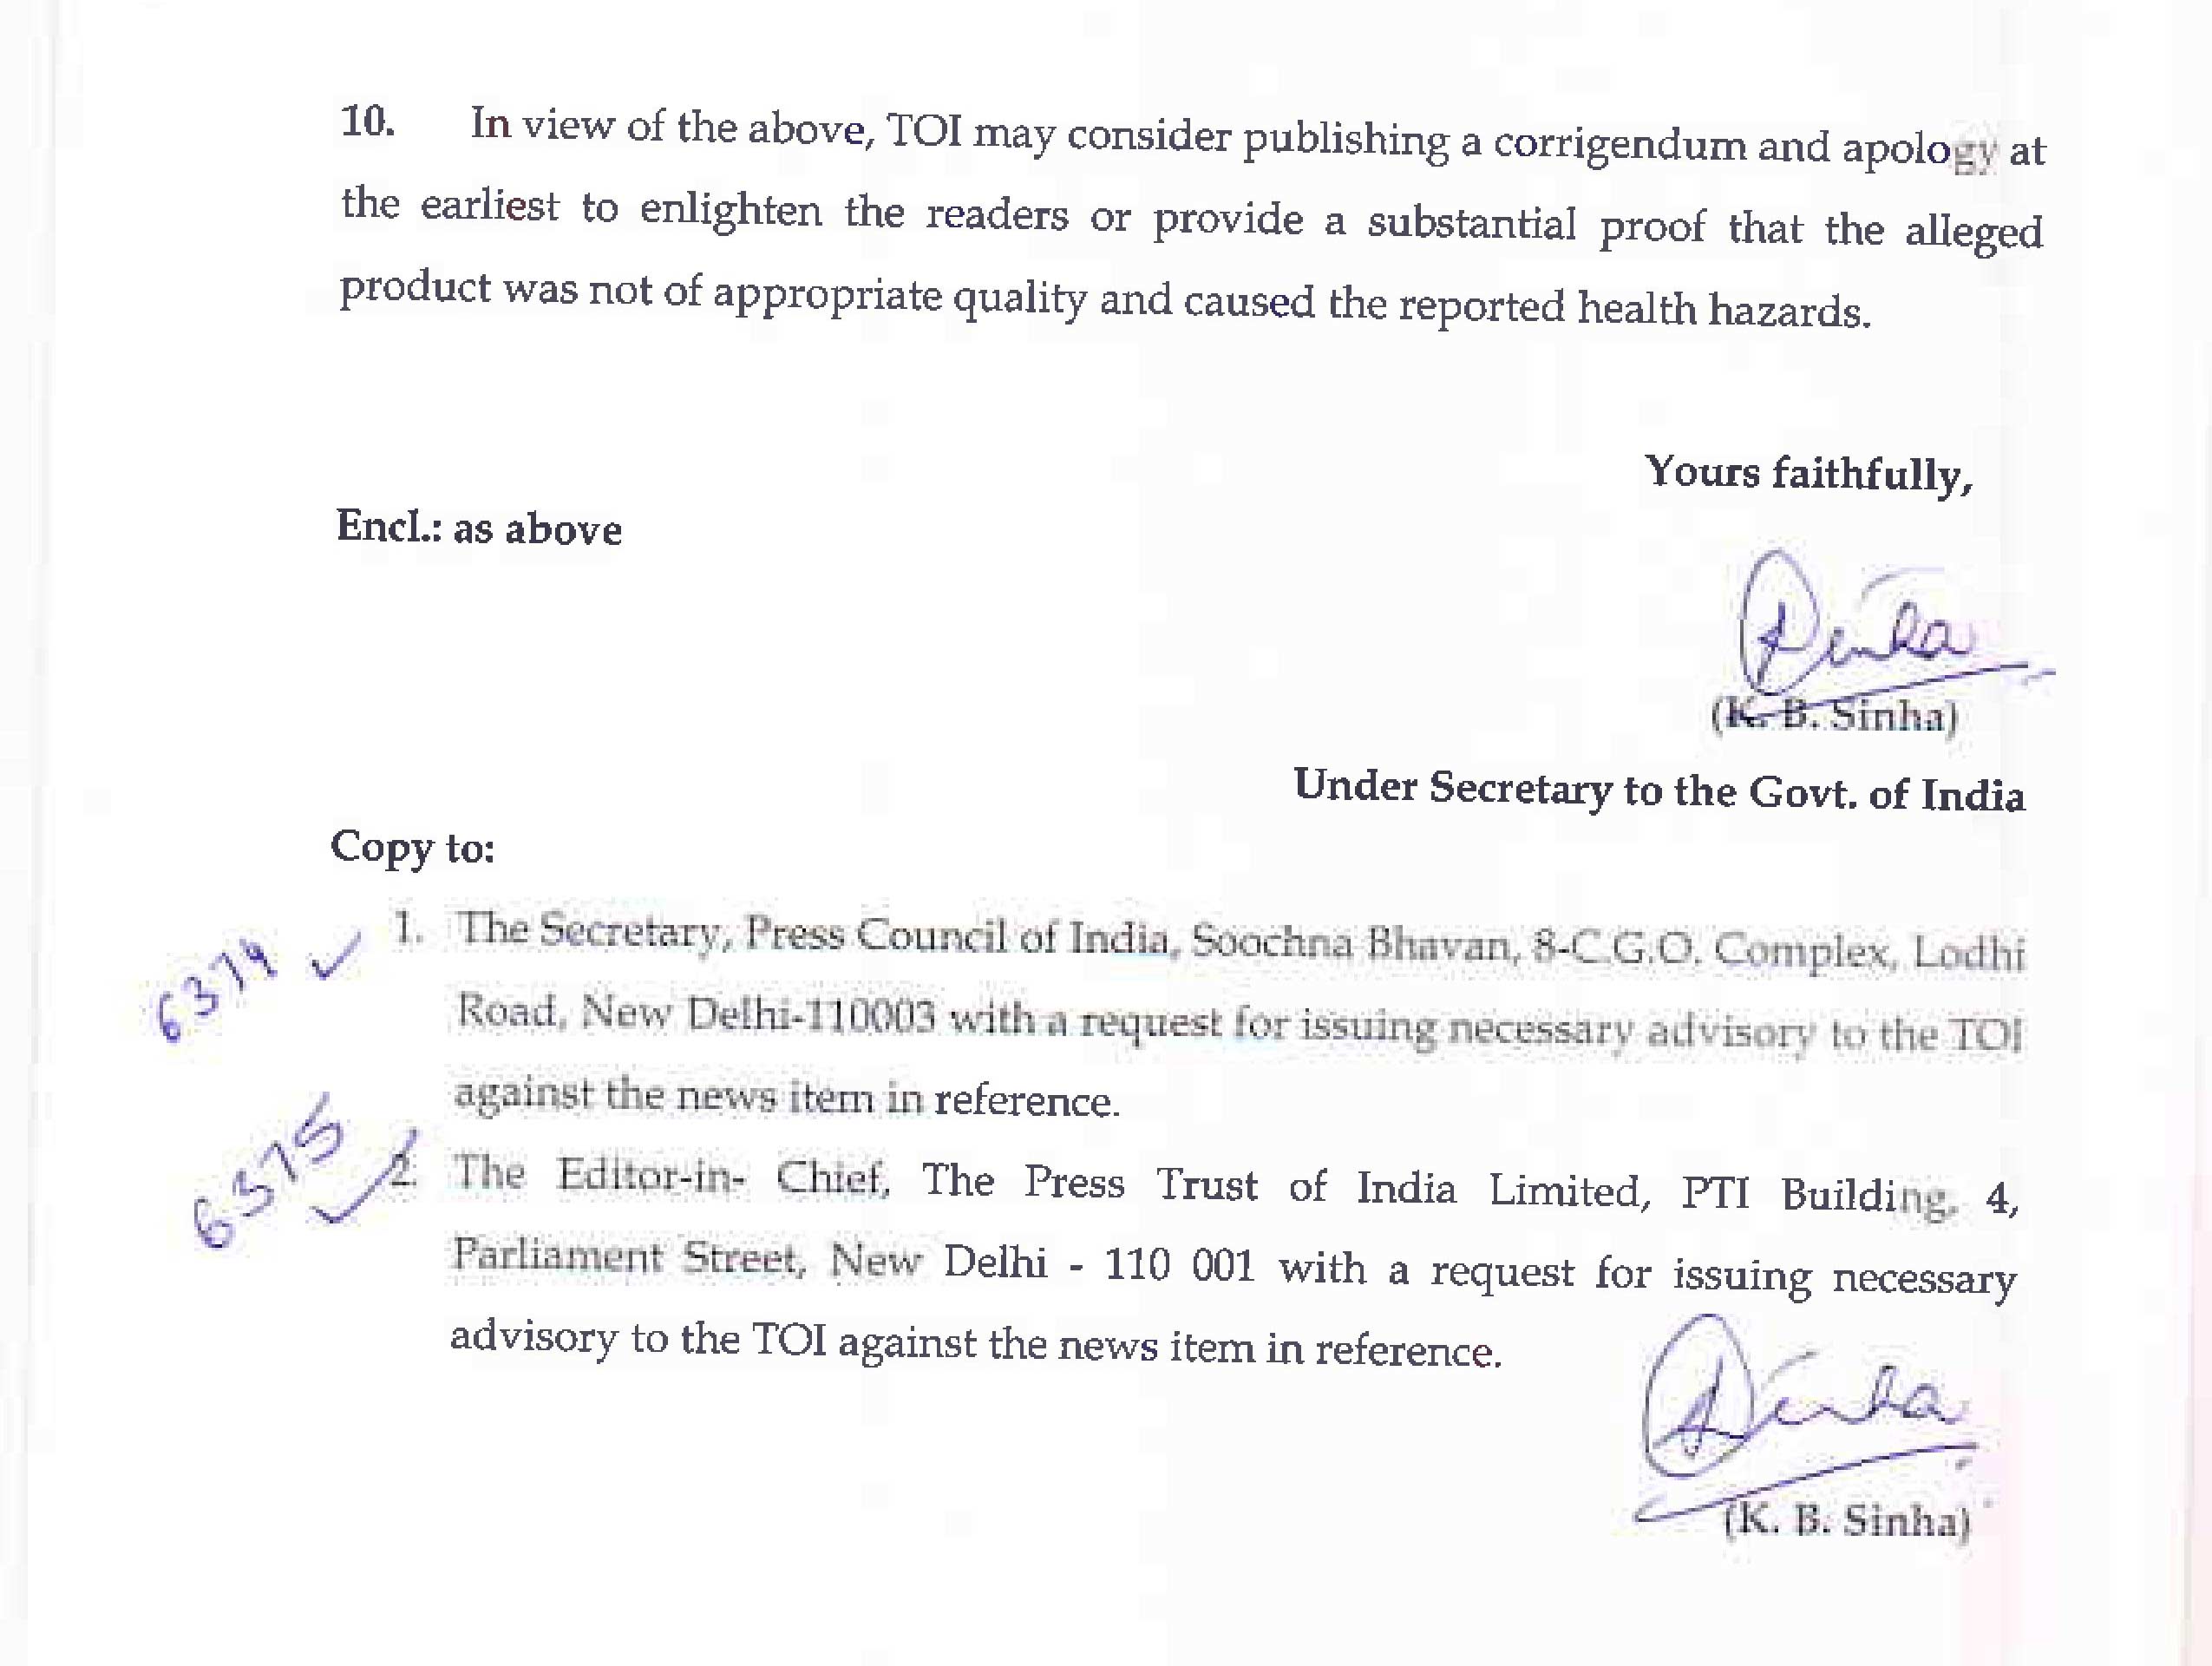 10. In view of the above, TOI may consider publishing a corrigendum and apology at
the earliest to enlighten the readers or provide a substantial proof that the alleged
product was not of appropriate quality and caused the reported health hazards.
Yours faithfully,
Encl.: as above
Sinha
(K. B. Sinha)
Under Secretary to the Govt. of India
Copy to:
6374 ✓ 1. The Secretary, Press Council of India, Soochna Bhavan, 8-C.G.O. Complex, Lodhi
Road, New Delhi-110003 with a request for issuing necessary advisory to the TOI
against the news item in reference.
6375 ✓ 2. The Editor-in- Chief, The Press Trust of India Limited, PTI Building, 4,
Parliament Street, New Delhi - 110 001 with a request for issuing necessary
advisory to the TOI against the news item in reference.
Sinha
(K. B. Sinha)